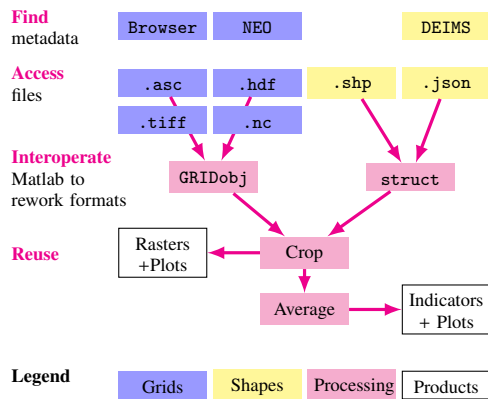 Find
metadata
Browser
NEO
DEIMS
Access
files
.asc
.hdf
.shp
.json
.tiff
.nc
Interoperate
Matlab to
rework formats
GRIDobj
struct
Reuse
Rasters
+Plots
Crop
Average
Indicators
+ Plots
Legend
Grids
Shapes
Processing
Products